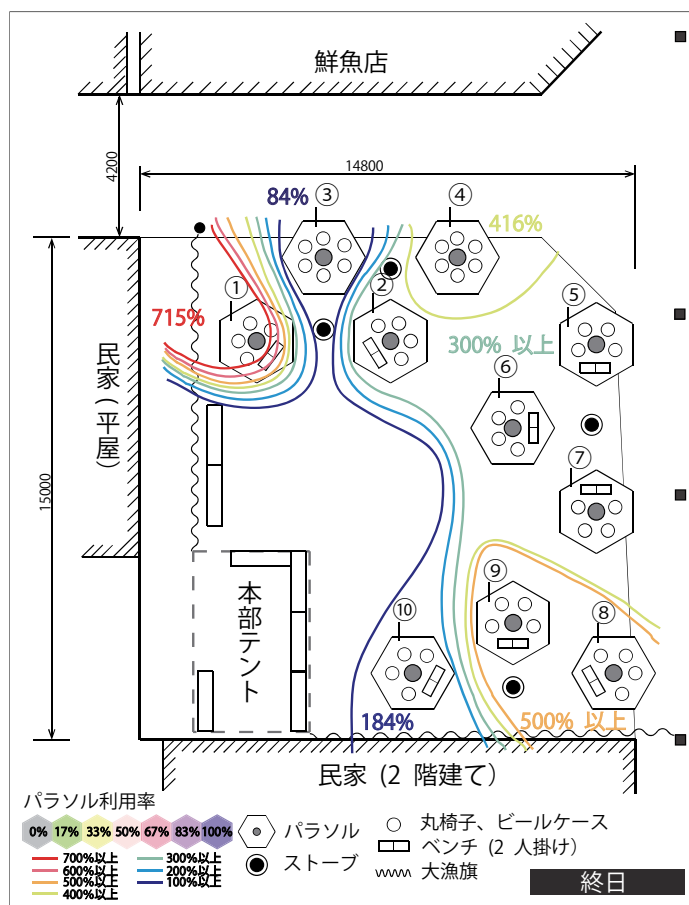 鮮魚店
4200
14800
84%
③
④
416%
①
②
⑤
715%
300% 以上
民家(平屋)
⑥
⑦
15000
⑨
本部テント
⑩
⑧
184%
500% 以上
民家 (2 階建て)
パラソル利用率
0% 17% 33% 50% 67% 83% 100%
700%以上
600%以上
500%以上
400%以上
300%以上
200%以上
100%以上
パラソル
ストーブ
丸椅子、ビールケース
ベンチ (2 人掛け)
大漁旗
終日